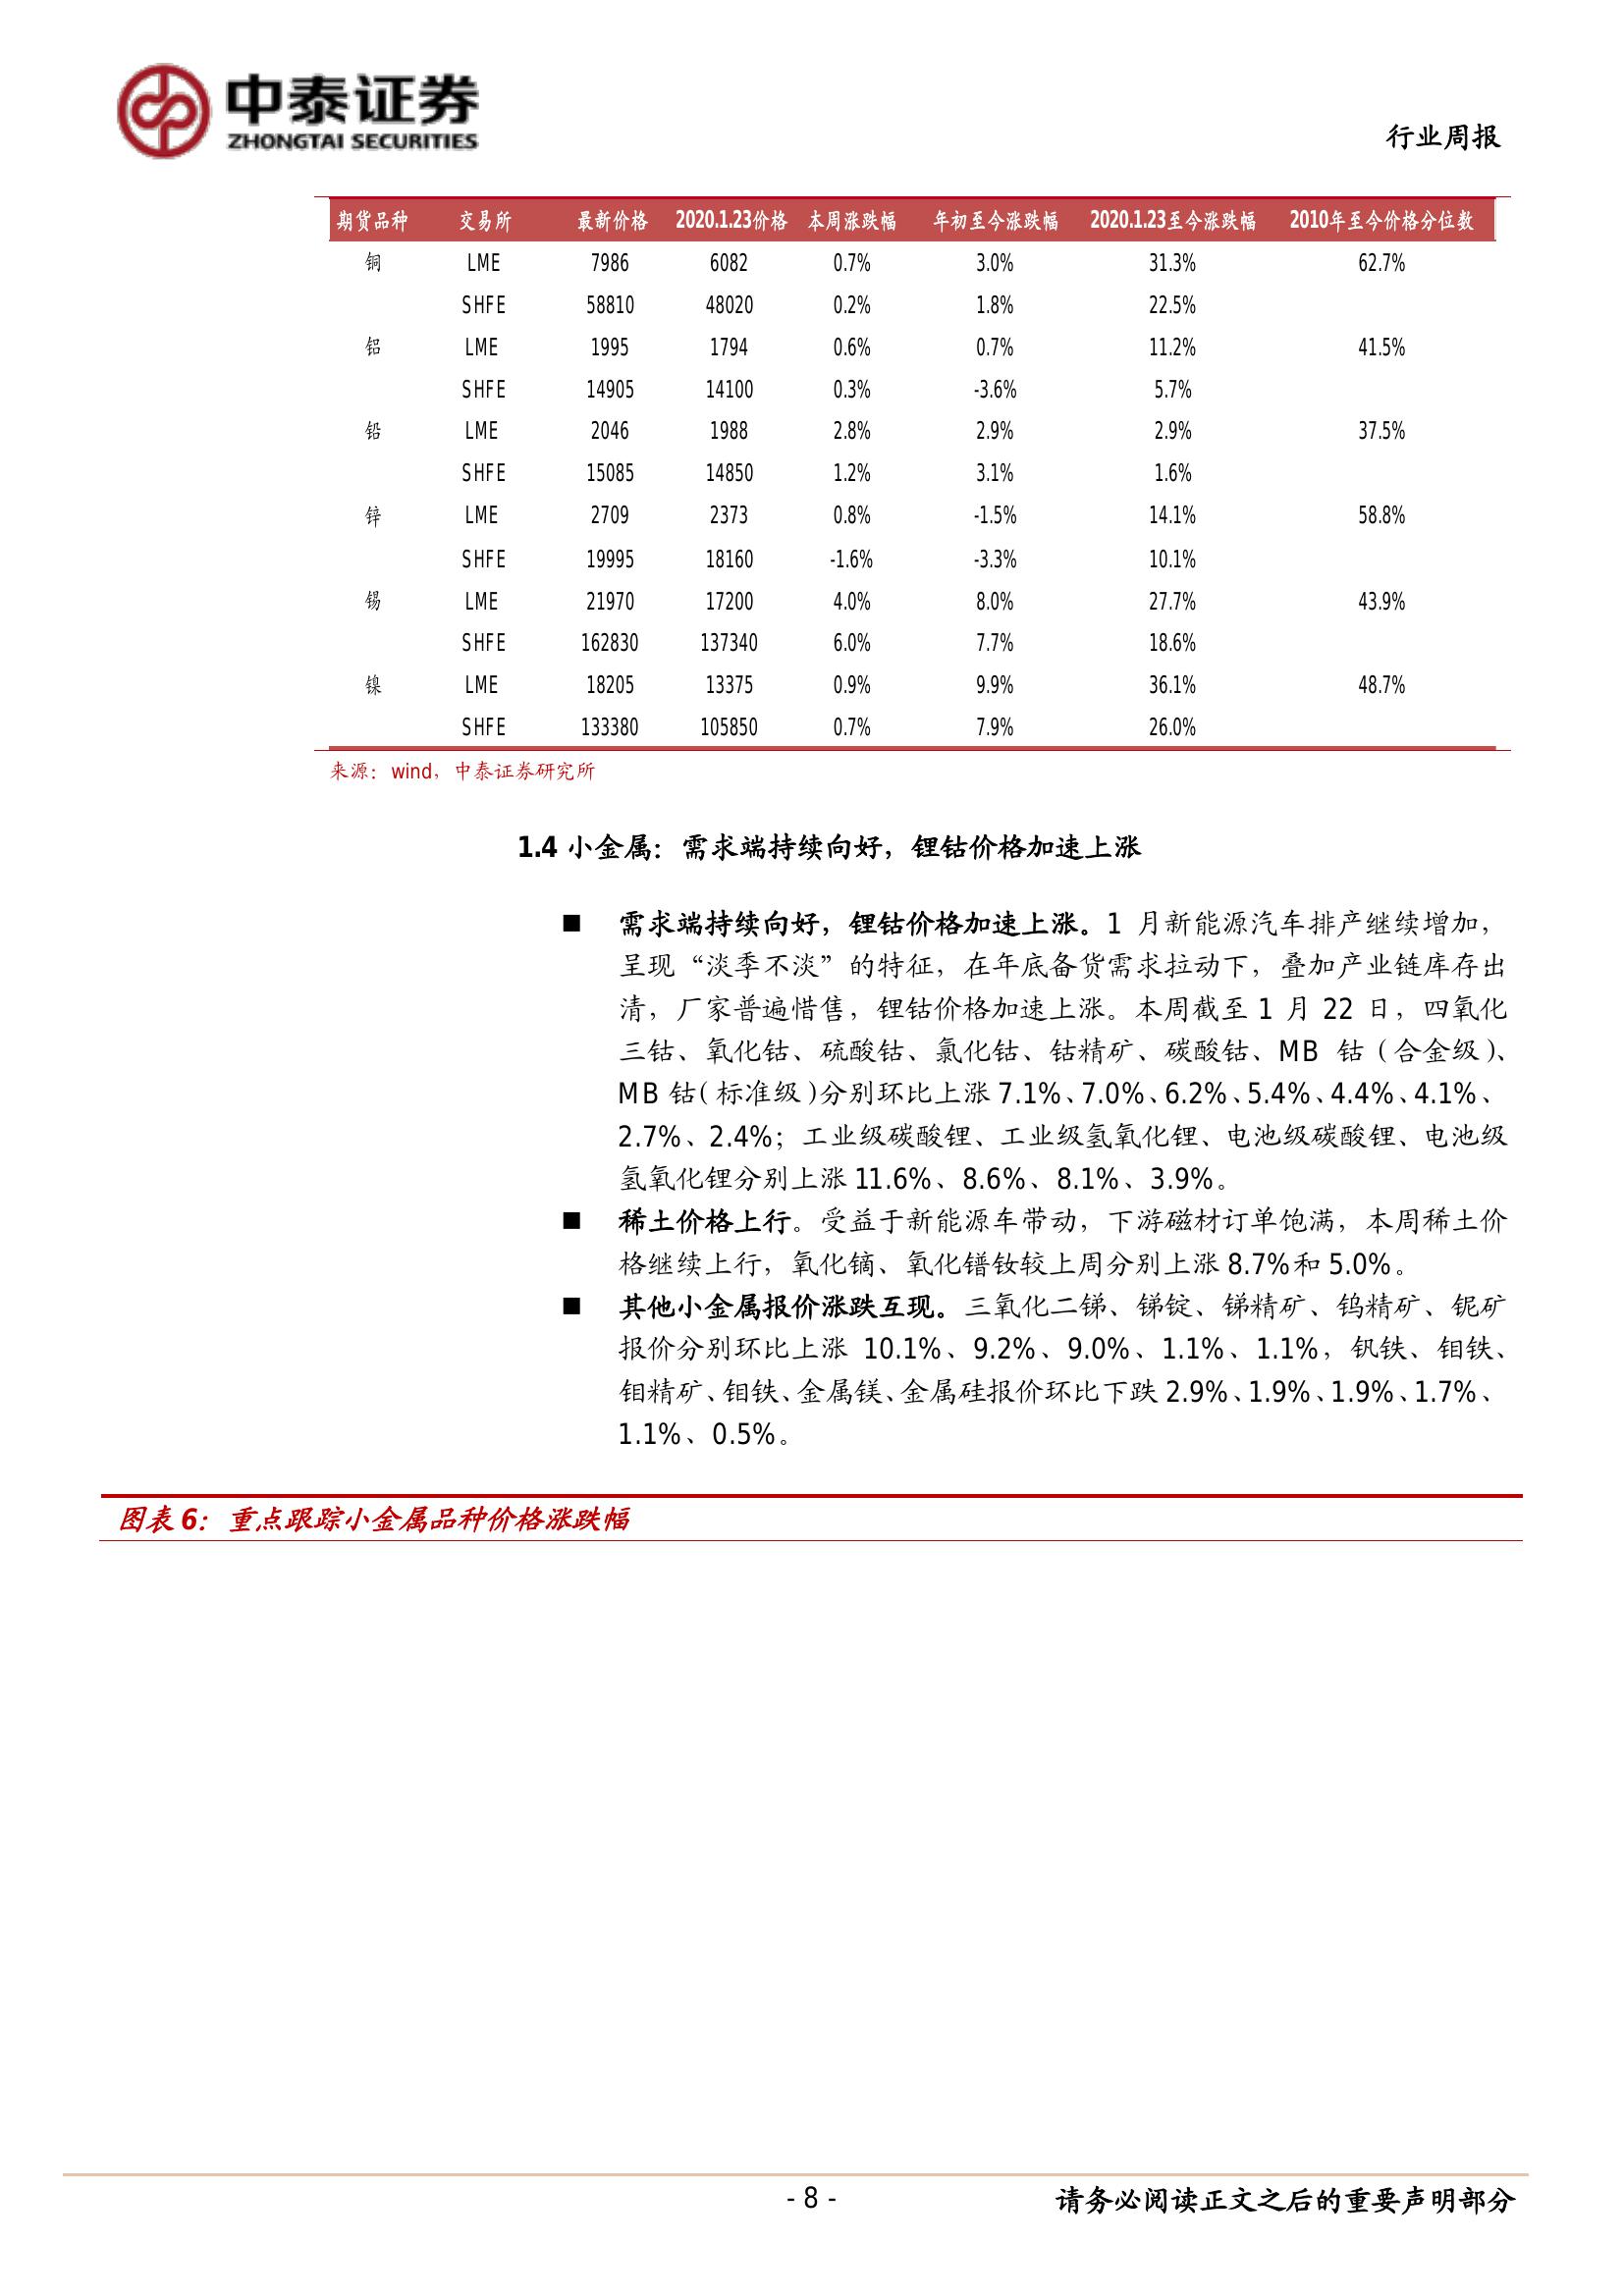 中泰证券
ZHONGTAI SECURITIES
行业周报
期货品种 交易所 最新价格 2020.1.23价格 本周涨跌幅 年初至今涨跌幅 2020.1.23至今涨跌幅 2010年至今价格分位数
铜 LME 7986 6082 0.7% 3.0% 31.3% 62.7%
SHFE 58810 48020 0.2% 1.8% 22.5%
铝 LME 1995 1794 0.6% 0.7% 11.2% 41.5%
SHFE 14905 14100 0.3% -3.6% 5.7%
铅 LME 2046 1988 2.8% 2.9% 2.9% 37.5%
SHFE 15085 14850 1.2% 3.1% 1.6%
锌 LME 2709 2373 0.8% -1.5% 14.1% 58.8%
SHFE 19995 18160 -1.6% -3.3% 10.1%
锡 LME 21970 17200 4.0% 8.0% 27.7% 43.9%
SHFE 162830 137340 6.0% 7.7% 18.6%
镍 LME 18205 13375 0.9% 9.9% 36.1% 48.7%
SHFE 133380 105850 0.7% 7.9% 26.0%
来源：wind，中泰证券研究所
1.4 小金属：需求端持续向好，锂钴价格加速上涨
■ 需求端持续向好，锂钴价格加速上涨。1 月新能源汽车排产继续增加，
呈现“淡季不淡”的特征，在年底备货需求拉动下，叠加产业链库存出
清，厂家普遍惜售，锂钴价格加速上涨。本周截至 1 月 22 日，四氧化
三钴、氧化钴、硫酸钴、氯化钴、钴精矿、碳酸钴、MB 钴（合金级）、
MB 钴（标准级）分别环比上涨 7.1%、7.0%、6.2%、5.4%、4.4%、4.1%、
2.7%、2.4%；工业级碳酸锂、工业级氢氧化锂、电池级碳酸锂、电池级
氢氧化锂分别上涨 11.6%、8.6%、8.1%、3.9%。
■ 稀土价格上行。受益于新能源车带动，下游磁材订单饱满，本周稀土价
格继续上行，氧化镝、氧化镨钕较上周分别上涨 8.7%和 5.0%。
■ 其他小金属报价涨跌互现。三氧化二锑、锑锭、锑精矿、钨精矿、铌矿
报价分别环比上涨 10.1%、9.2%、9.0%、1.1%、1.1%，钒铁、钼铁、
钼精矿、钼铁、金属镁、金属硅报价环比下跌 2.9%、1.9%、1.9%、1.7%、
1.1%、0.5%。
图表 6：重点跟踪小金属品种价格涨跌幅
- 8 -
请务必阅读正文之后的重要声明部分